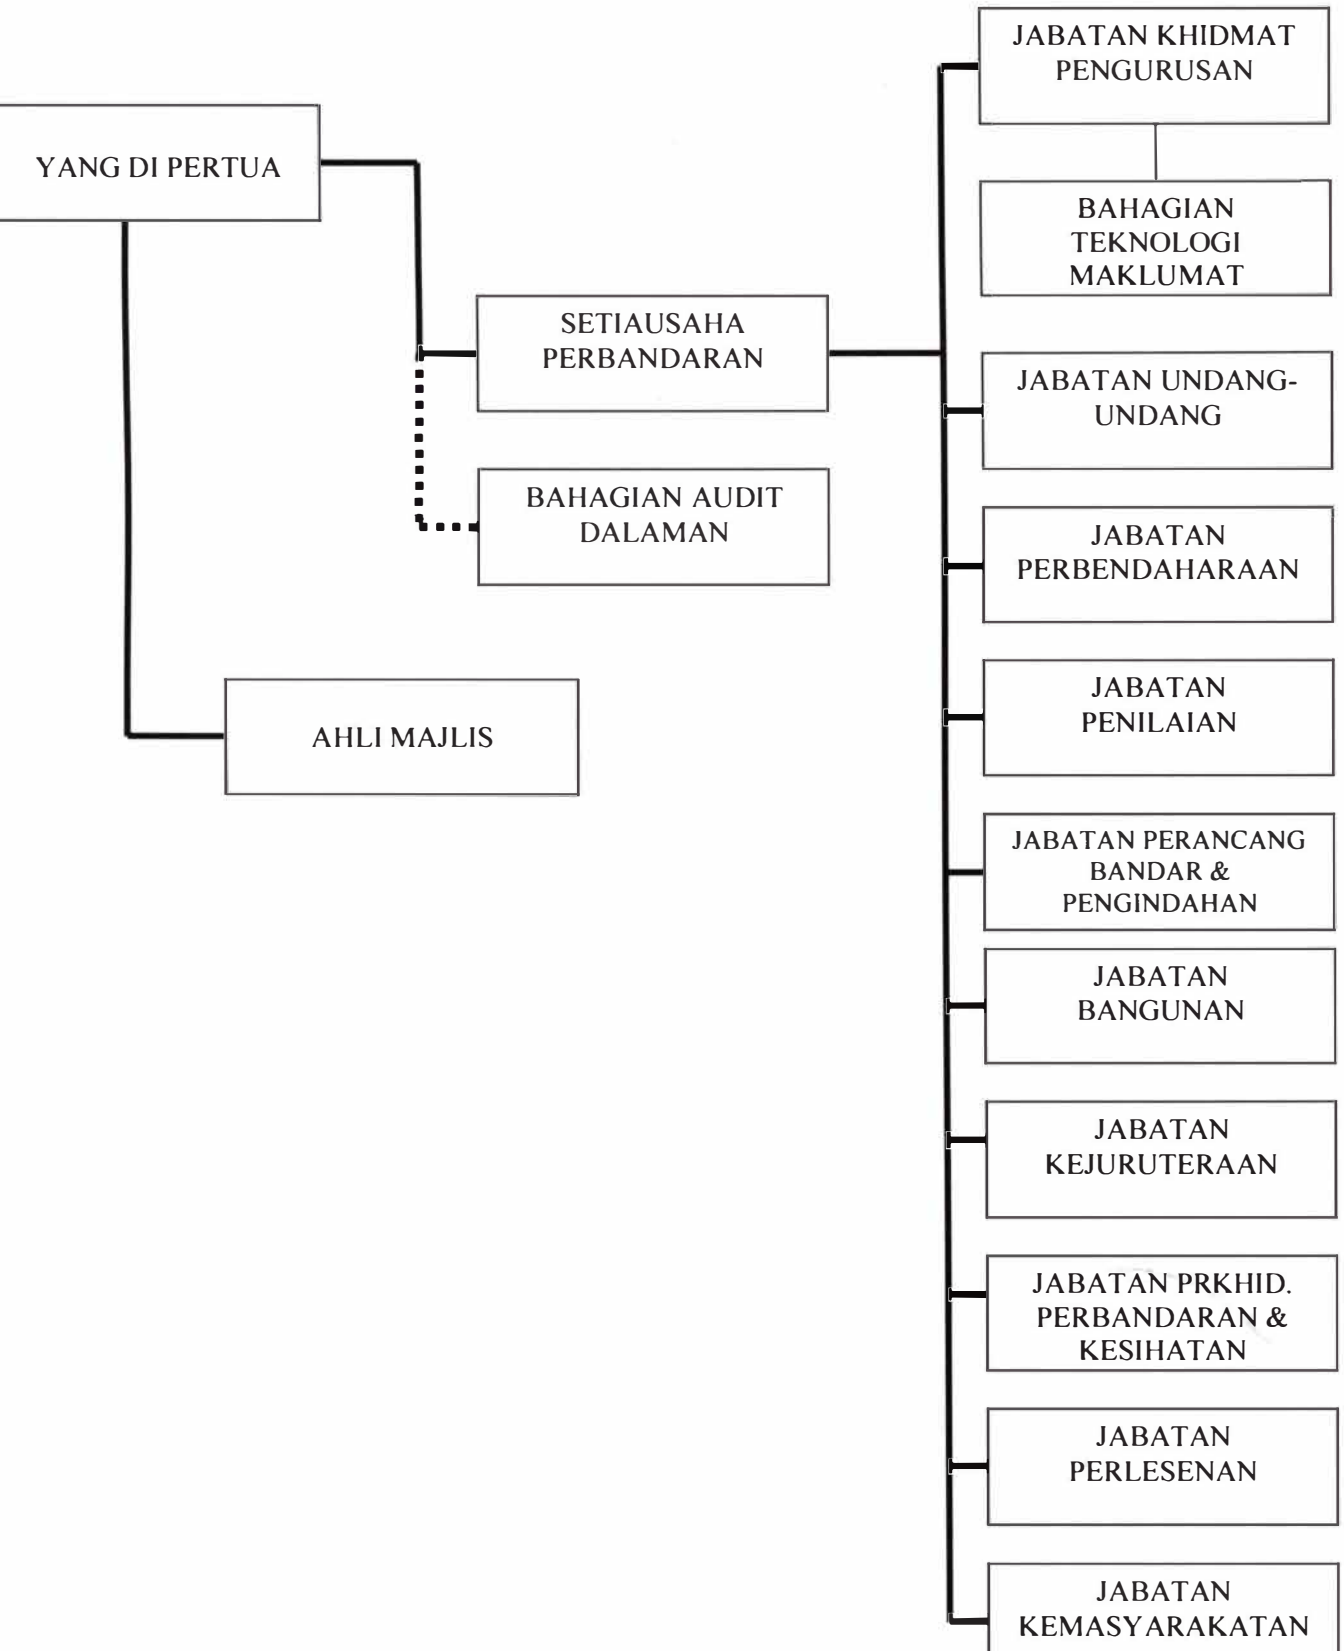 YANG DI PERTUA
SETIAUSAHA
PERBANDARAN
BAHAGIAN AUDIT
DALAMAN
AHLI MAJLIS
JABATAN KHIDMAT
PENGURUSAN
BAHAGIAN
TEKNOLOGI
MAKLUMAT
JABATAN UNDANG-
UNDANG
JABATAN
PERBENDAHARAAN
JABATAN
PENILAIAN
JABATAN PERANCANG
BANDAR &
PENGINDAHAN
JABATAN
BANGUNAN
JABATAN
KEJURUTERAAN
JABATAN PRKHID.
PERBANDARAN &
KESIHATAN
JABATAN
PERLESENAN
JABATAN
KEMASYARAKATAN